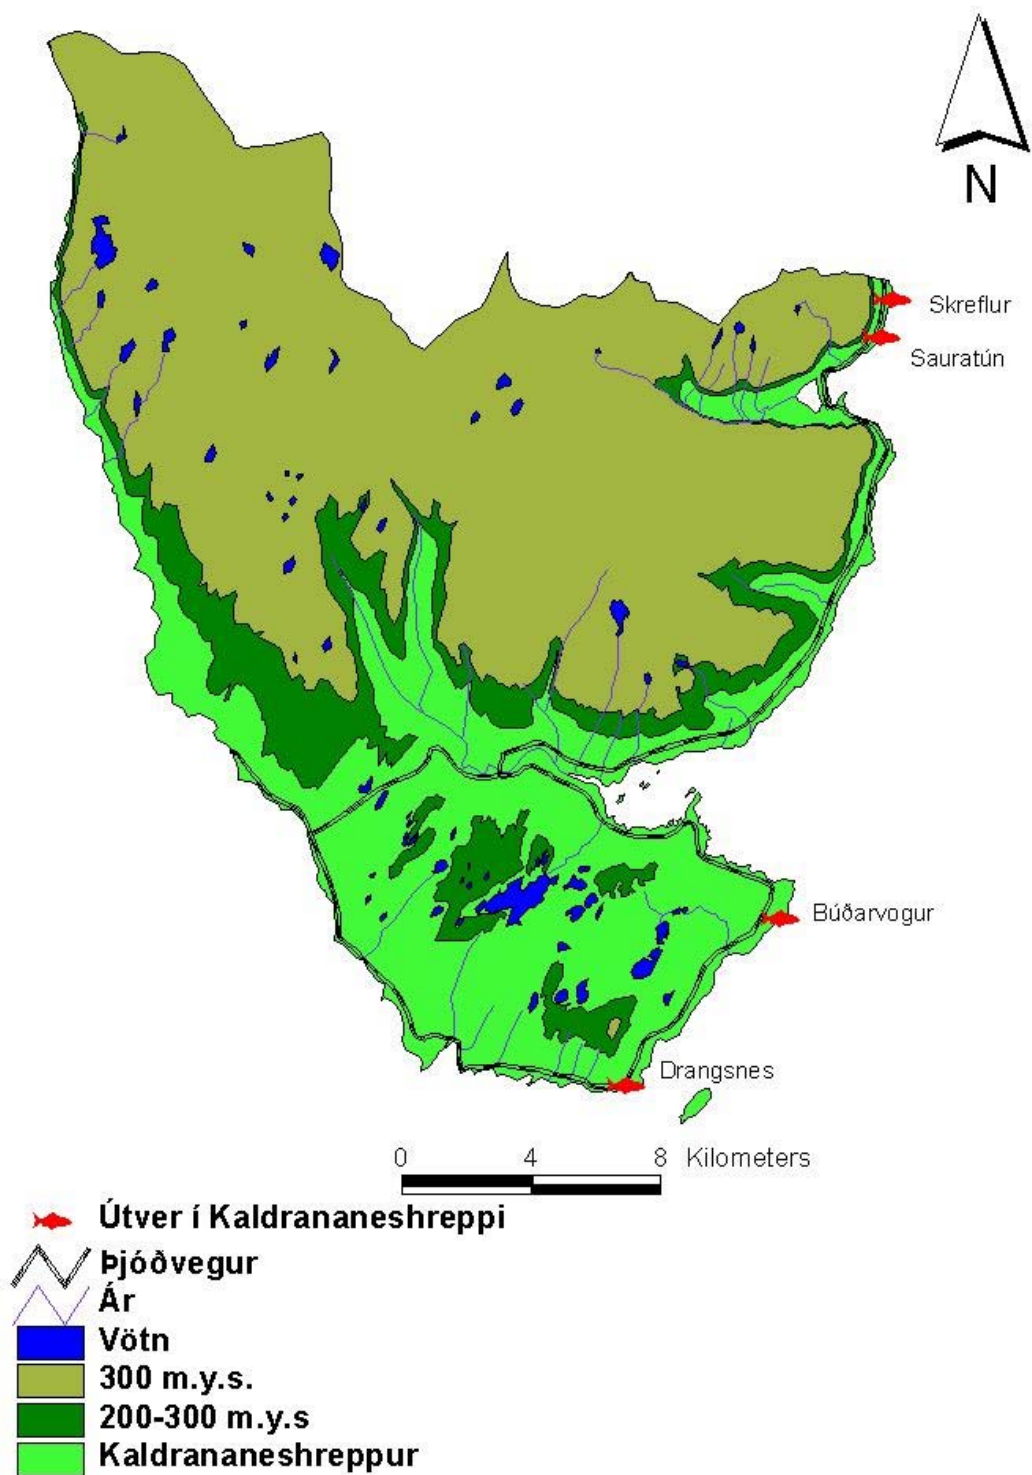 N
Skreflur
Sauratún
Búðarvogur
Drangsnes
0 4 8 Kilometers
Útver í Kaldrananeshreppi
Þjóðvegur
Ár
Vötn
300 m.y.s.
200-300 m.y.s
Kaldrananeshreppur